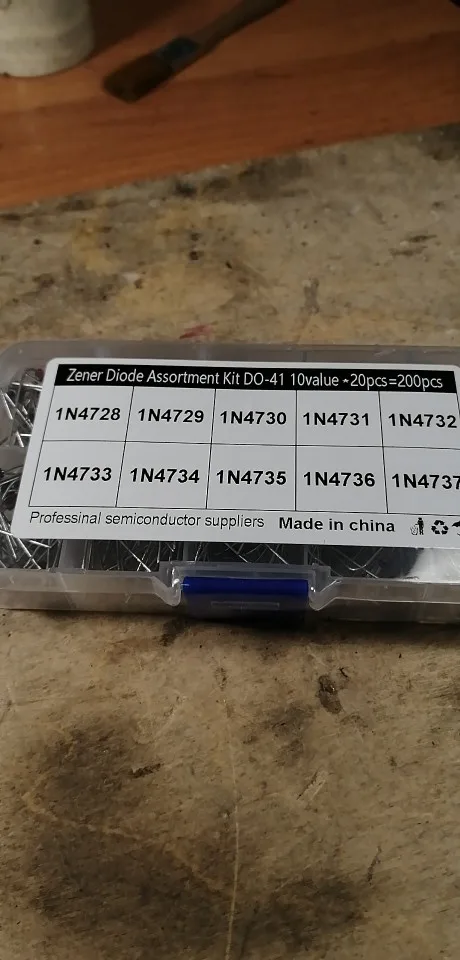 Zener Diode Assortment Kit DO-41 10value *20pcs=200pcs
1N4728 1N4729 1N4730 1N4731 1N4732
1N4733 1N4734 1N4735 1N4736 1N4737
Professinal semiconductor suppliers Made in china